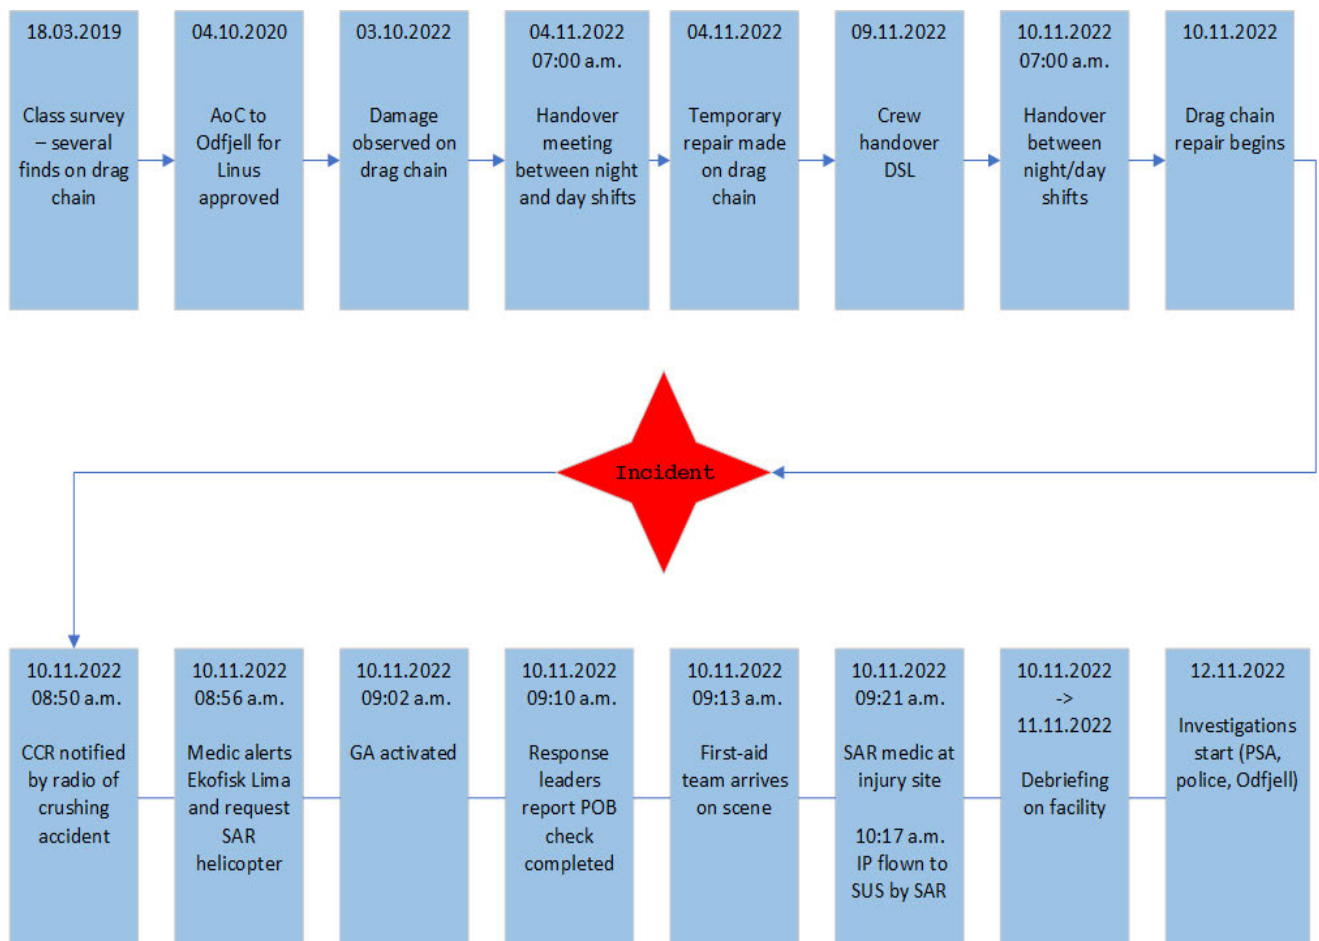 18.03.2019
Class survey
– several
finds on drag
chain
04.10.2020
AoC to
Odfjell for
Linus
approved
03.10.2022
Damage
observed on
drag chain
04.11.2022
07:00 a.m.
Handover
meeting
between night
and day shifts
04.11.2022
Temporary
repair made
on drag
chain
09.11.2022
Crew
handover
DSL
10.11.2022
07:00 a.m.
Handover
between
night/day
shifts
10.11.2022
Drag chain
repair begins
Incident
10.11.2022
08:50 a.m.
CCR notified
by radio of
crushing
accident
10.11.2022
08:56 a.m.
Medic alerts
Ekofisk Lima
and request
SAR
helicopter
10.11.2022
09:02 a.m.
GA activated
10.11.2022
09:10 a.m.
Response
leaders
report POB
check
completed
10.11.2022
09:13 a.m.
First-aid
team arrives
on scene
10.11.2022
09:21 a.m.
SAR medic at
injury site
10:17 a.m.
IP flown to
SUS by SAR
10.11.2022
->
11.11.2022
Debriefing
on facility
12.11.2022
Investigations
start (PSA,
police, Odfjell)